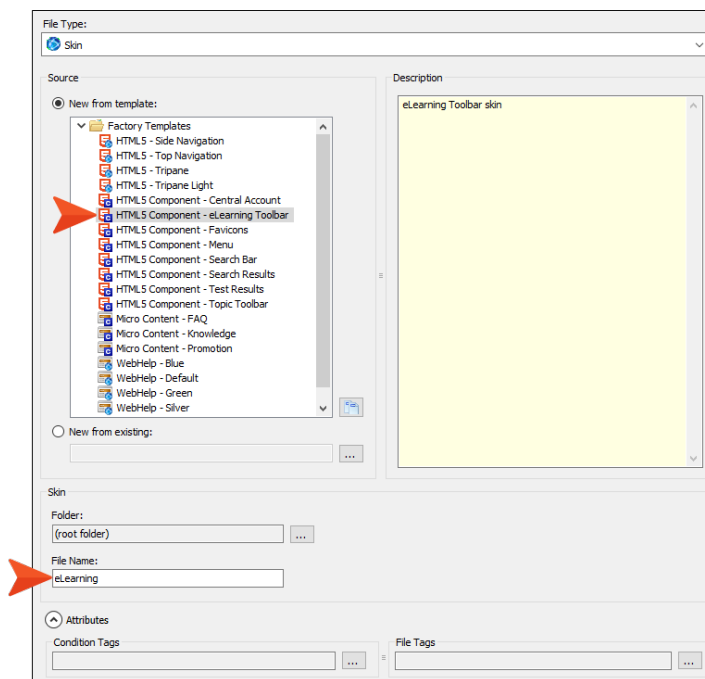 File Type:
Skin
Source
New from template:
Factory Templates
HTML5 - Side Navigation
HTML5 - Top Navigation
HTML5 - Tripane
HTML5 - Tripane Light
HTML5 Component - Central Account
HTML5 Component - eLearning Toolbar
HTML5 Component - Favicons
HTML5 Component - Menu
HTML5 Component - Search Bar
HTML5 Component - Search Results
HTML5 Component - Test Results
HTML5 Component - Topic Toolbar
Micro Content - FAQ
Micro Content - Knowledge
Micro Content - Promotion
WebHelp - Blue
WebHelp - Default
WebHelp - Green
WebHelp - Silver
New from existing:
...
Description
eLearning Toolbar skin
Skin
Folder:
(root folder)
...
File Name:
eLearning
Attributes
Condition Tags
...
File Tags
...